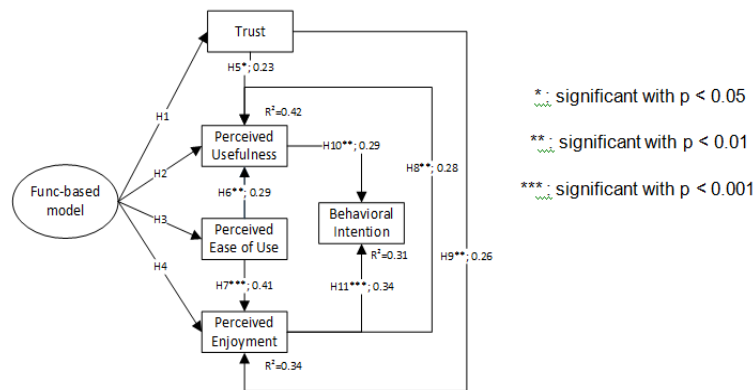 Trust
H5*; 0.23
H1
R²=0.42
* : significant with p < 0.05
Perceived
Usefulness
H2
H10**; 0.29
** : significant with p < 0.01
H8**; 0.28
Func-based
model
H6**; 0.29
*** : significant with p < 0.001
H3
Behavioral
Intention
Perceived
Ease of Use
R²=0.31
H9**; 0.26
H4
H7***; 0.41
H11***; 0.34
Perceived
Enjoyment
R²=0.34